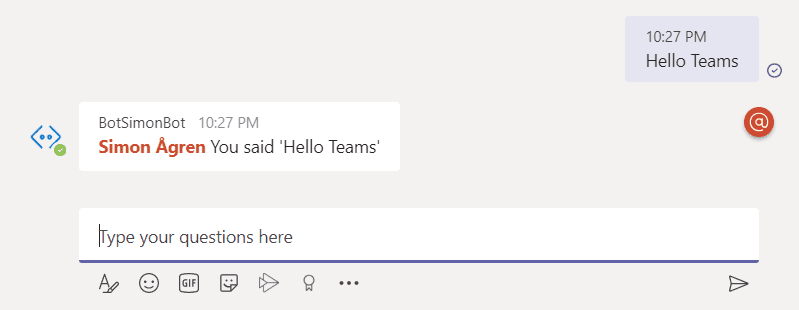 10:27 PM
Hello Teams
BotSimonBot 10:27 PM
@
Simon Ågren You said 'Hello Teams'
Type your questions here
GIF